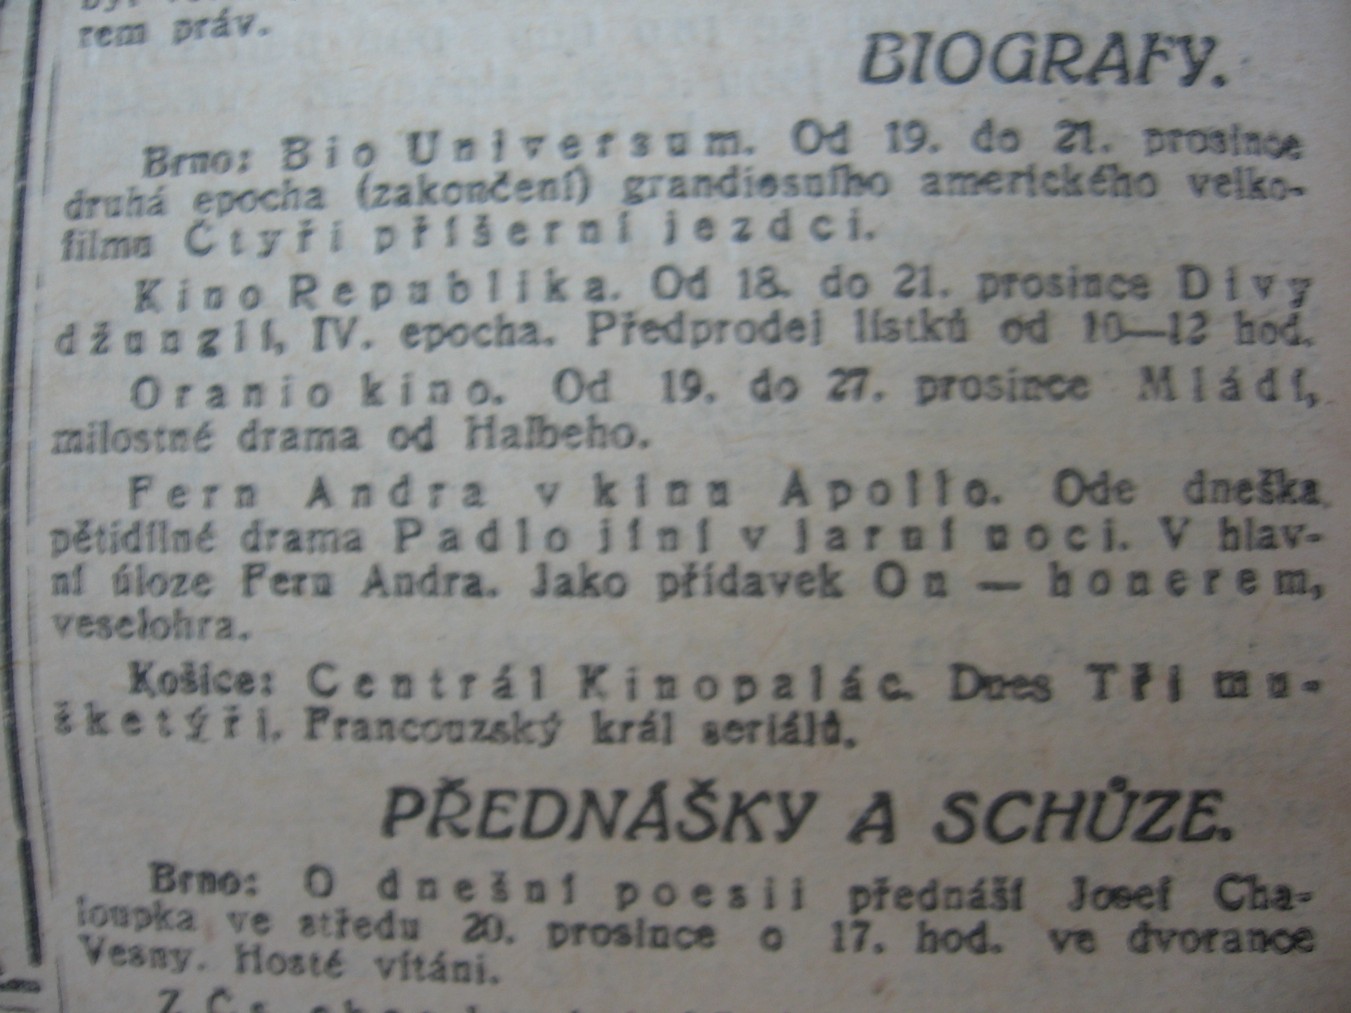 rem práv.
BIOGRAFY.
Brno: Bio Universum. Od 19. do 21. prosince
druhá epocha (zakončení) grandiosního amerického velko-
filmu Čtyři příšerní jezdci.
Kino Republika. Od 18. do 21. prosince Divy
džunglí, IV. epocha. Předprodej lístků od 10—12 hod.
Oranio kino. Od 19. do 27. prosince Mládí,
milostné drama od Halbeho.
Fern Andra v kinu Apollo. Ode dneška
pětidílné drama Padlo jíní v jarní noci. V hlav-
ní úloze Fern Andra. Jako přídavek On — honerem,
veselohra.
Košice: Centrál Kinopalác. Dnes Tři mu-
šketýři. Francouzský král seriálů.
PŘEDNÁŠKY A SCHŮZE.
Brno: O dnešní poesii přednáší Josef Cha-
loupka ve středu 20. prosince o 17. hod. ve dvorance
Vesny. Hosté vítáni.